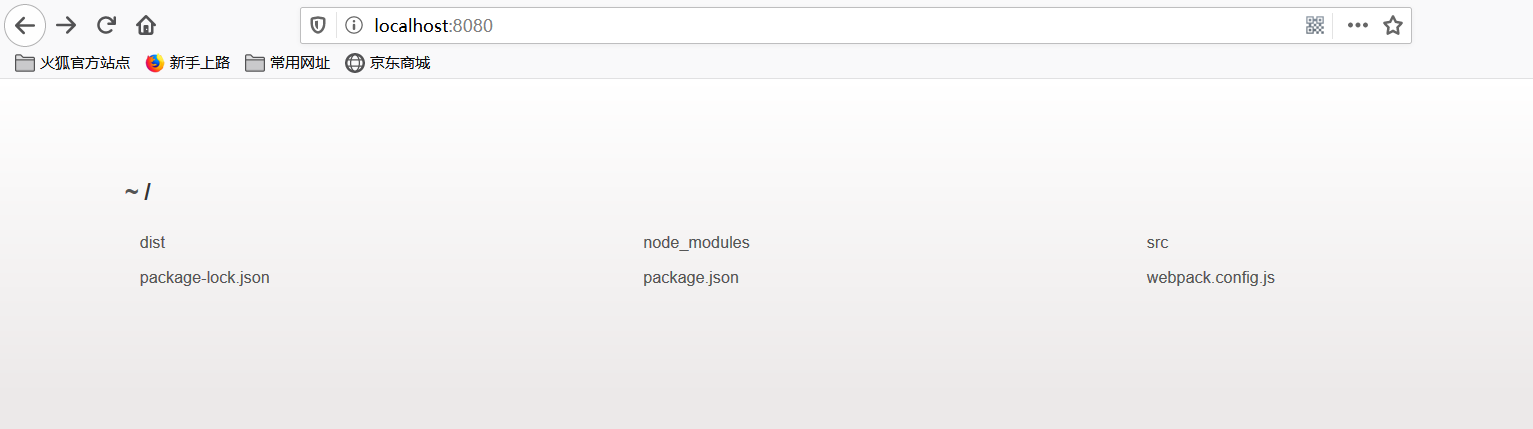 localhost:8080
火狐官方站点 新手上路 常用网址 京东商城
~ /
dist node_modules src
package-lock.json package.json webpack.config.js